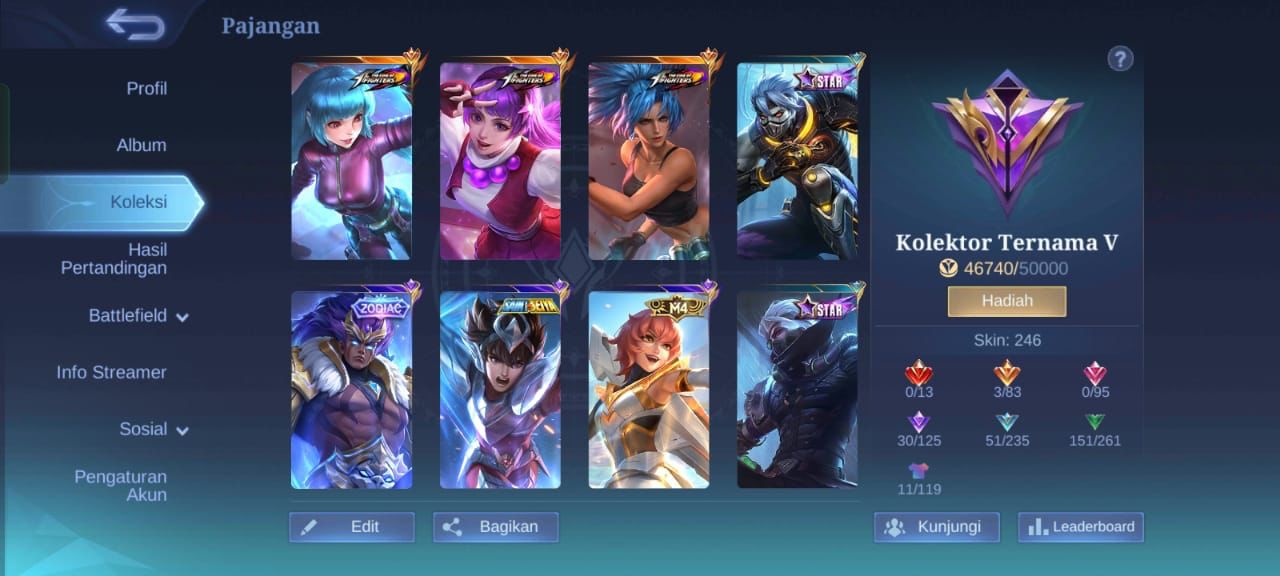 Pajangan
Profil
Album
Koleksi
Hasil
Pertandingan
Battlefield
Info Streamer
Sosial
Pengaturan
Akun
THE KING OF
FIGHTERS
THE KING OF
FIGHTERS
THE KING OF
FIGHTERS
STAR
ZODIAC
SAINT SEIYA
M4
STAR
Edit
Bagikan
?
Kolektor Ternama V
46740/50000
Hadiah
Skin: 246
0/13 3/83 0/95
30/125 51/235 151/261
11/119
Kunjungi
Leaderboard